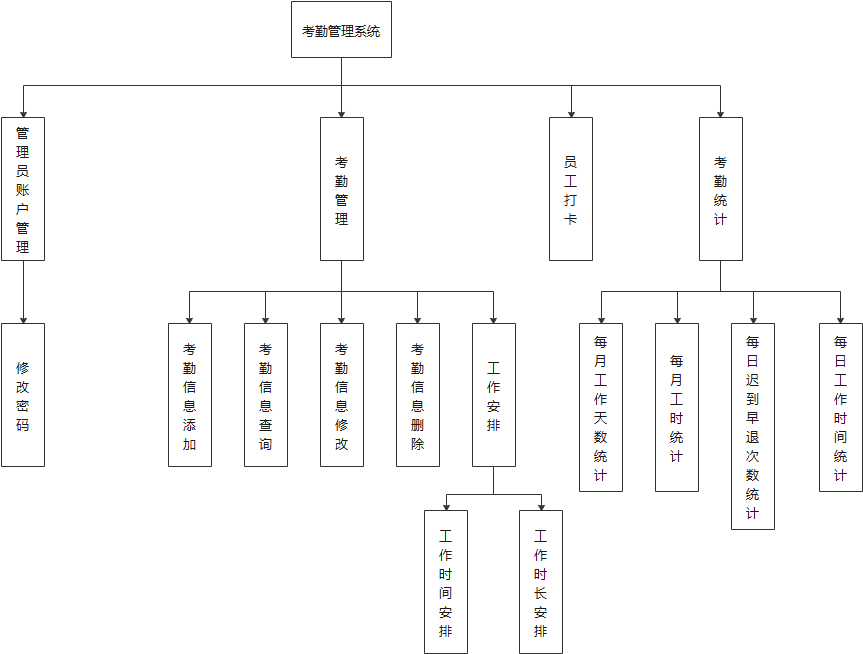 考勤管理系统
管理员账户管理
考勤管理
员工打卡
考勤统计
修改密码
考勤信息添加
考勤信息查询
考勤信息修改
考勤信息删除
工作安排
每月工作天数统计
每月工时统计
每日迟到早退次数统计
每日工作时间统计
工作时间安排
工作时长安排